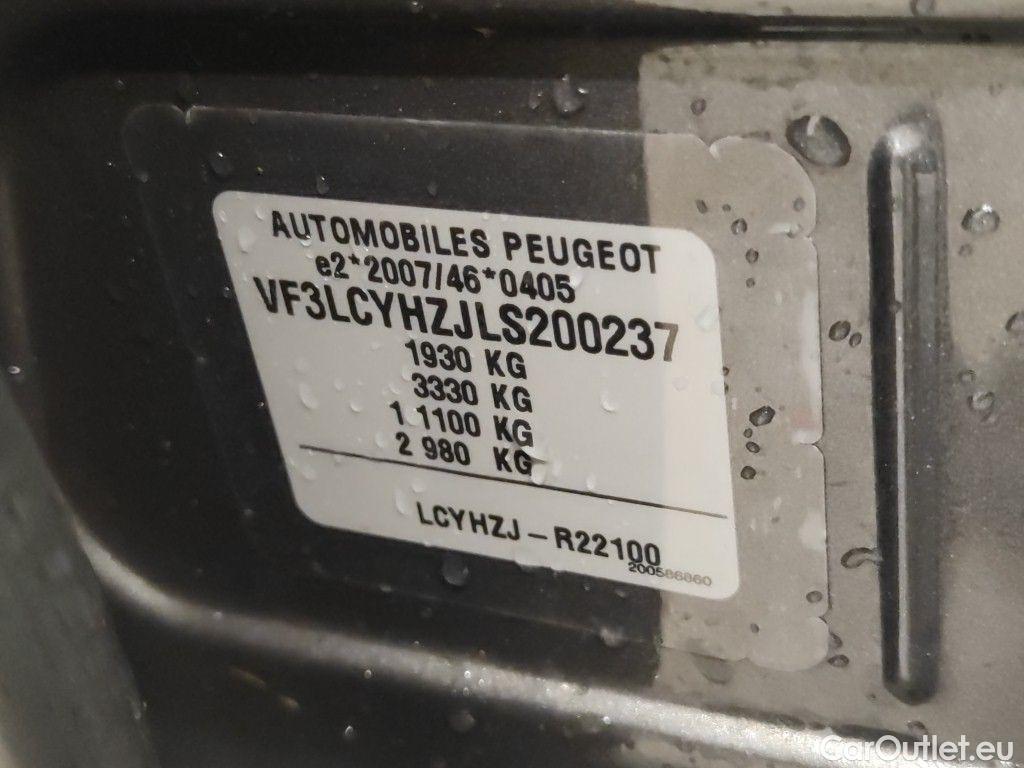 AUTOMOBILES PEUGEOT
e2*2007/46*0405
VF3LCYHZJLS200237
1930 KG
3330 KG
1 1100 KG
2 980 KG
LCYHZJ - R22100
200586860
CarOutlet.eu